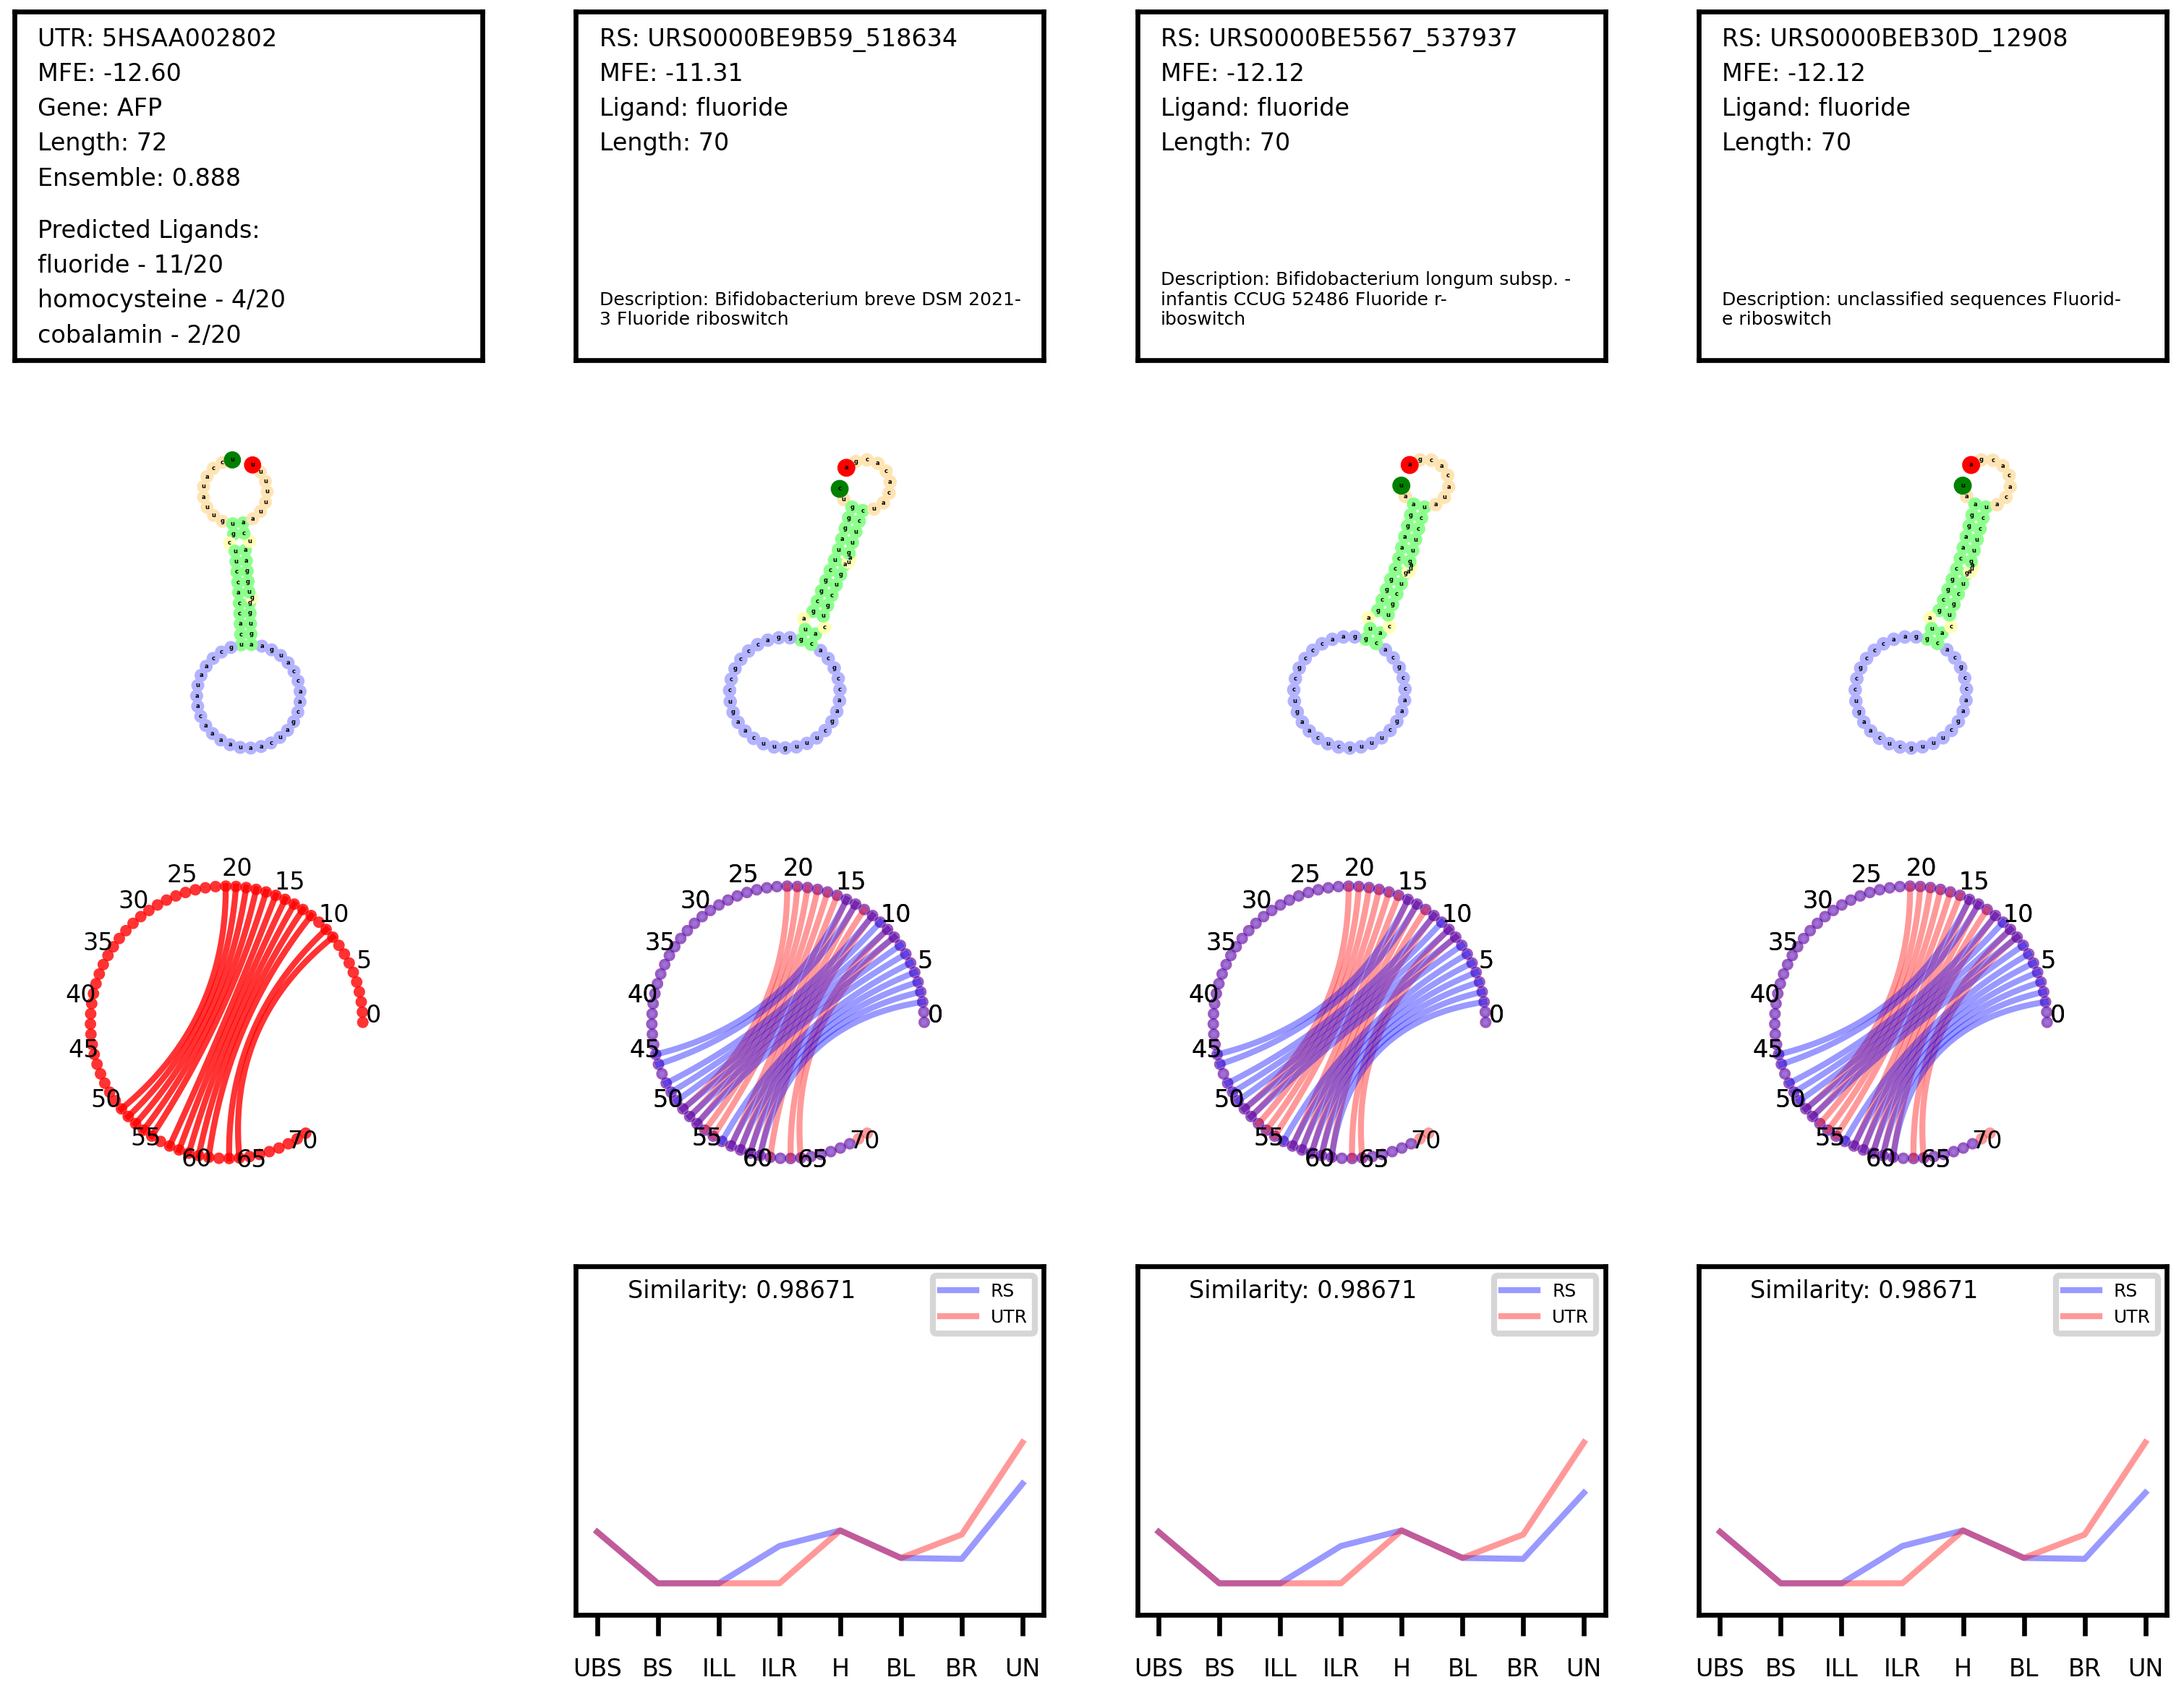 UTR: 5HSAA002802
MFE: -12.60
Gene: AFP
Length: 72
Ensemble: 0.888
Predicted Ligands:
fluoride - 11/20
homocysteine - 4/20
cobalamin - 2/20
RS: URS0000BE9B59_518634
MFE: -11.31
Ligand: fluoride
Length: 70
Description: Bifidobacterium breve DSM 2021-
3 Fluoride riboswitch
RS: URS0000BE5567_537937
MFE: -12.12
Ligand: fluoride
Length: 70
Description: Bifidobacterium longum subsp. -
infantis CCUG 52486 Fluoride r-
iboswitch
RS: URS0000BEB30D_12908
MFE: -12.12
Ligand: fluoride
Length: 70
Description: unclassified sequences Fluorid-
e riboswitch
0
5
10
15
20
25
30
35
40
45
50
55
60
65
70
0
5
10
15
20
25
30
35
40
45
50
55
60
65
70
0
5
10
15
20
25
30
35
40
45
50
55
60
65
70
0
5
10
15
20
25
30
35
40
45
50
55
60
65
70
Similarity: 0.98671
RS
UTR
UBS BS ILL ILR H BL BR UN
Similarity: 0.98671
RS
UTR
UBS BS ILL ILR H BL BR UN
Similarity: 0.98671
RS
UTR
UBS BS ILL ILR H BL BR UN